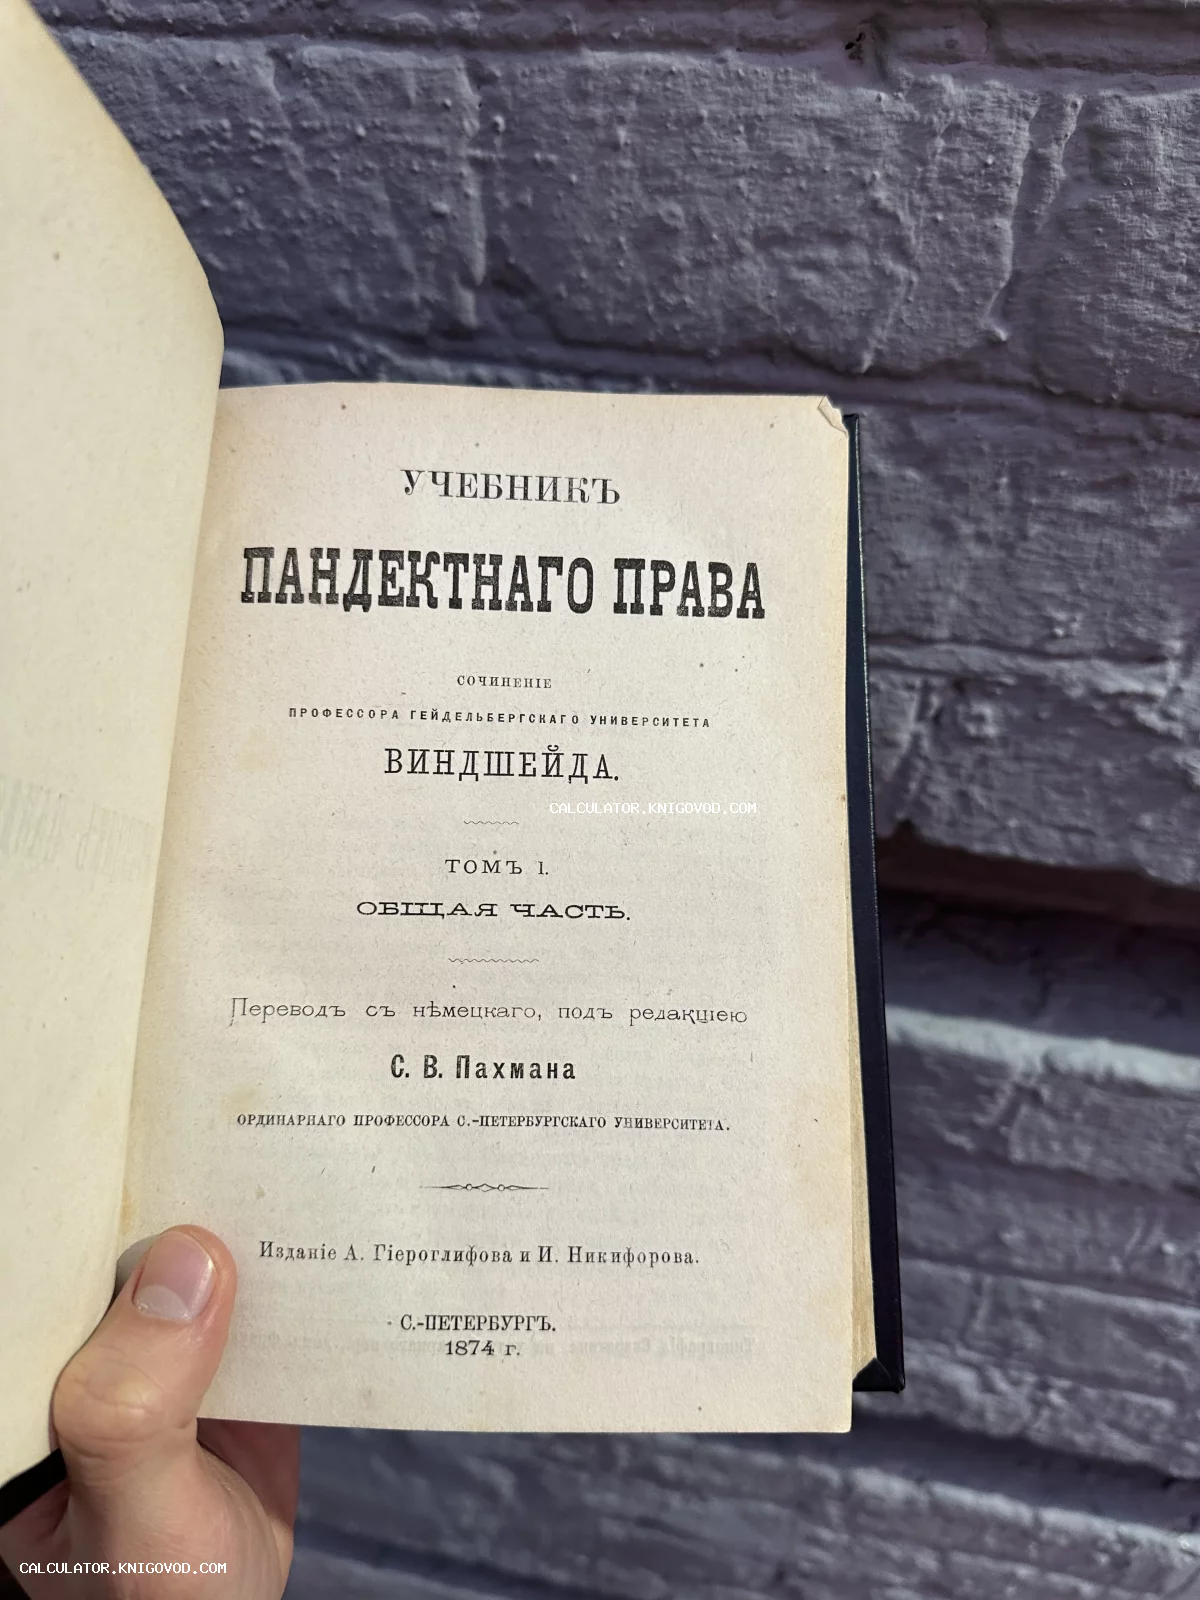 УЧЕБНИКЪ
ПАНДЕКТНАГО ПРАВА
СОЧИНЕНІЕ
ПРОФЕССОРА ГЕЙДЕЛЬБЕРГСКАГО УНИВЕРСИТЕТА
ВИНДШЕЙДА.
CALCULATOR.KNIGOVOD.COM
ТОМЪ I.
ОБЩАЯ ЧАСТЬ.
Переводъ съ нѣмецкаго, подъ редакціею
С. В. Пахмана
ОРДИНАРНАГО ПРОФЕССОРА С.-ПЕТЕРБУРГСКАГО УНИВЕРСИТЕТА.
Изданіе А. Гіероглифова и И. Никифорова.
С.-ПЕТЕРБУРГЪ.
1874 г.
CALCULATOR.KNIGOVOD.COM